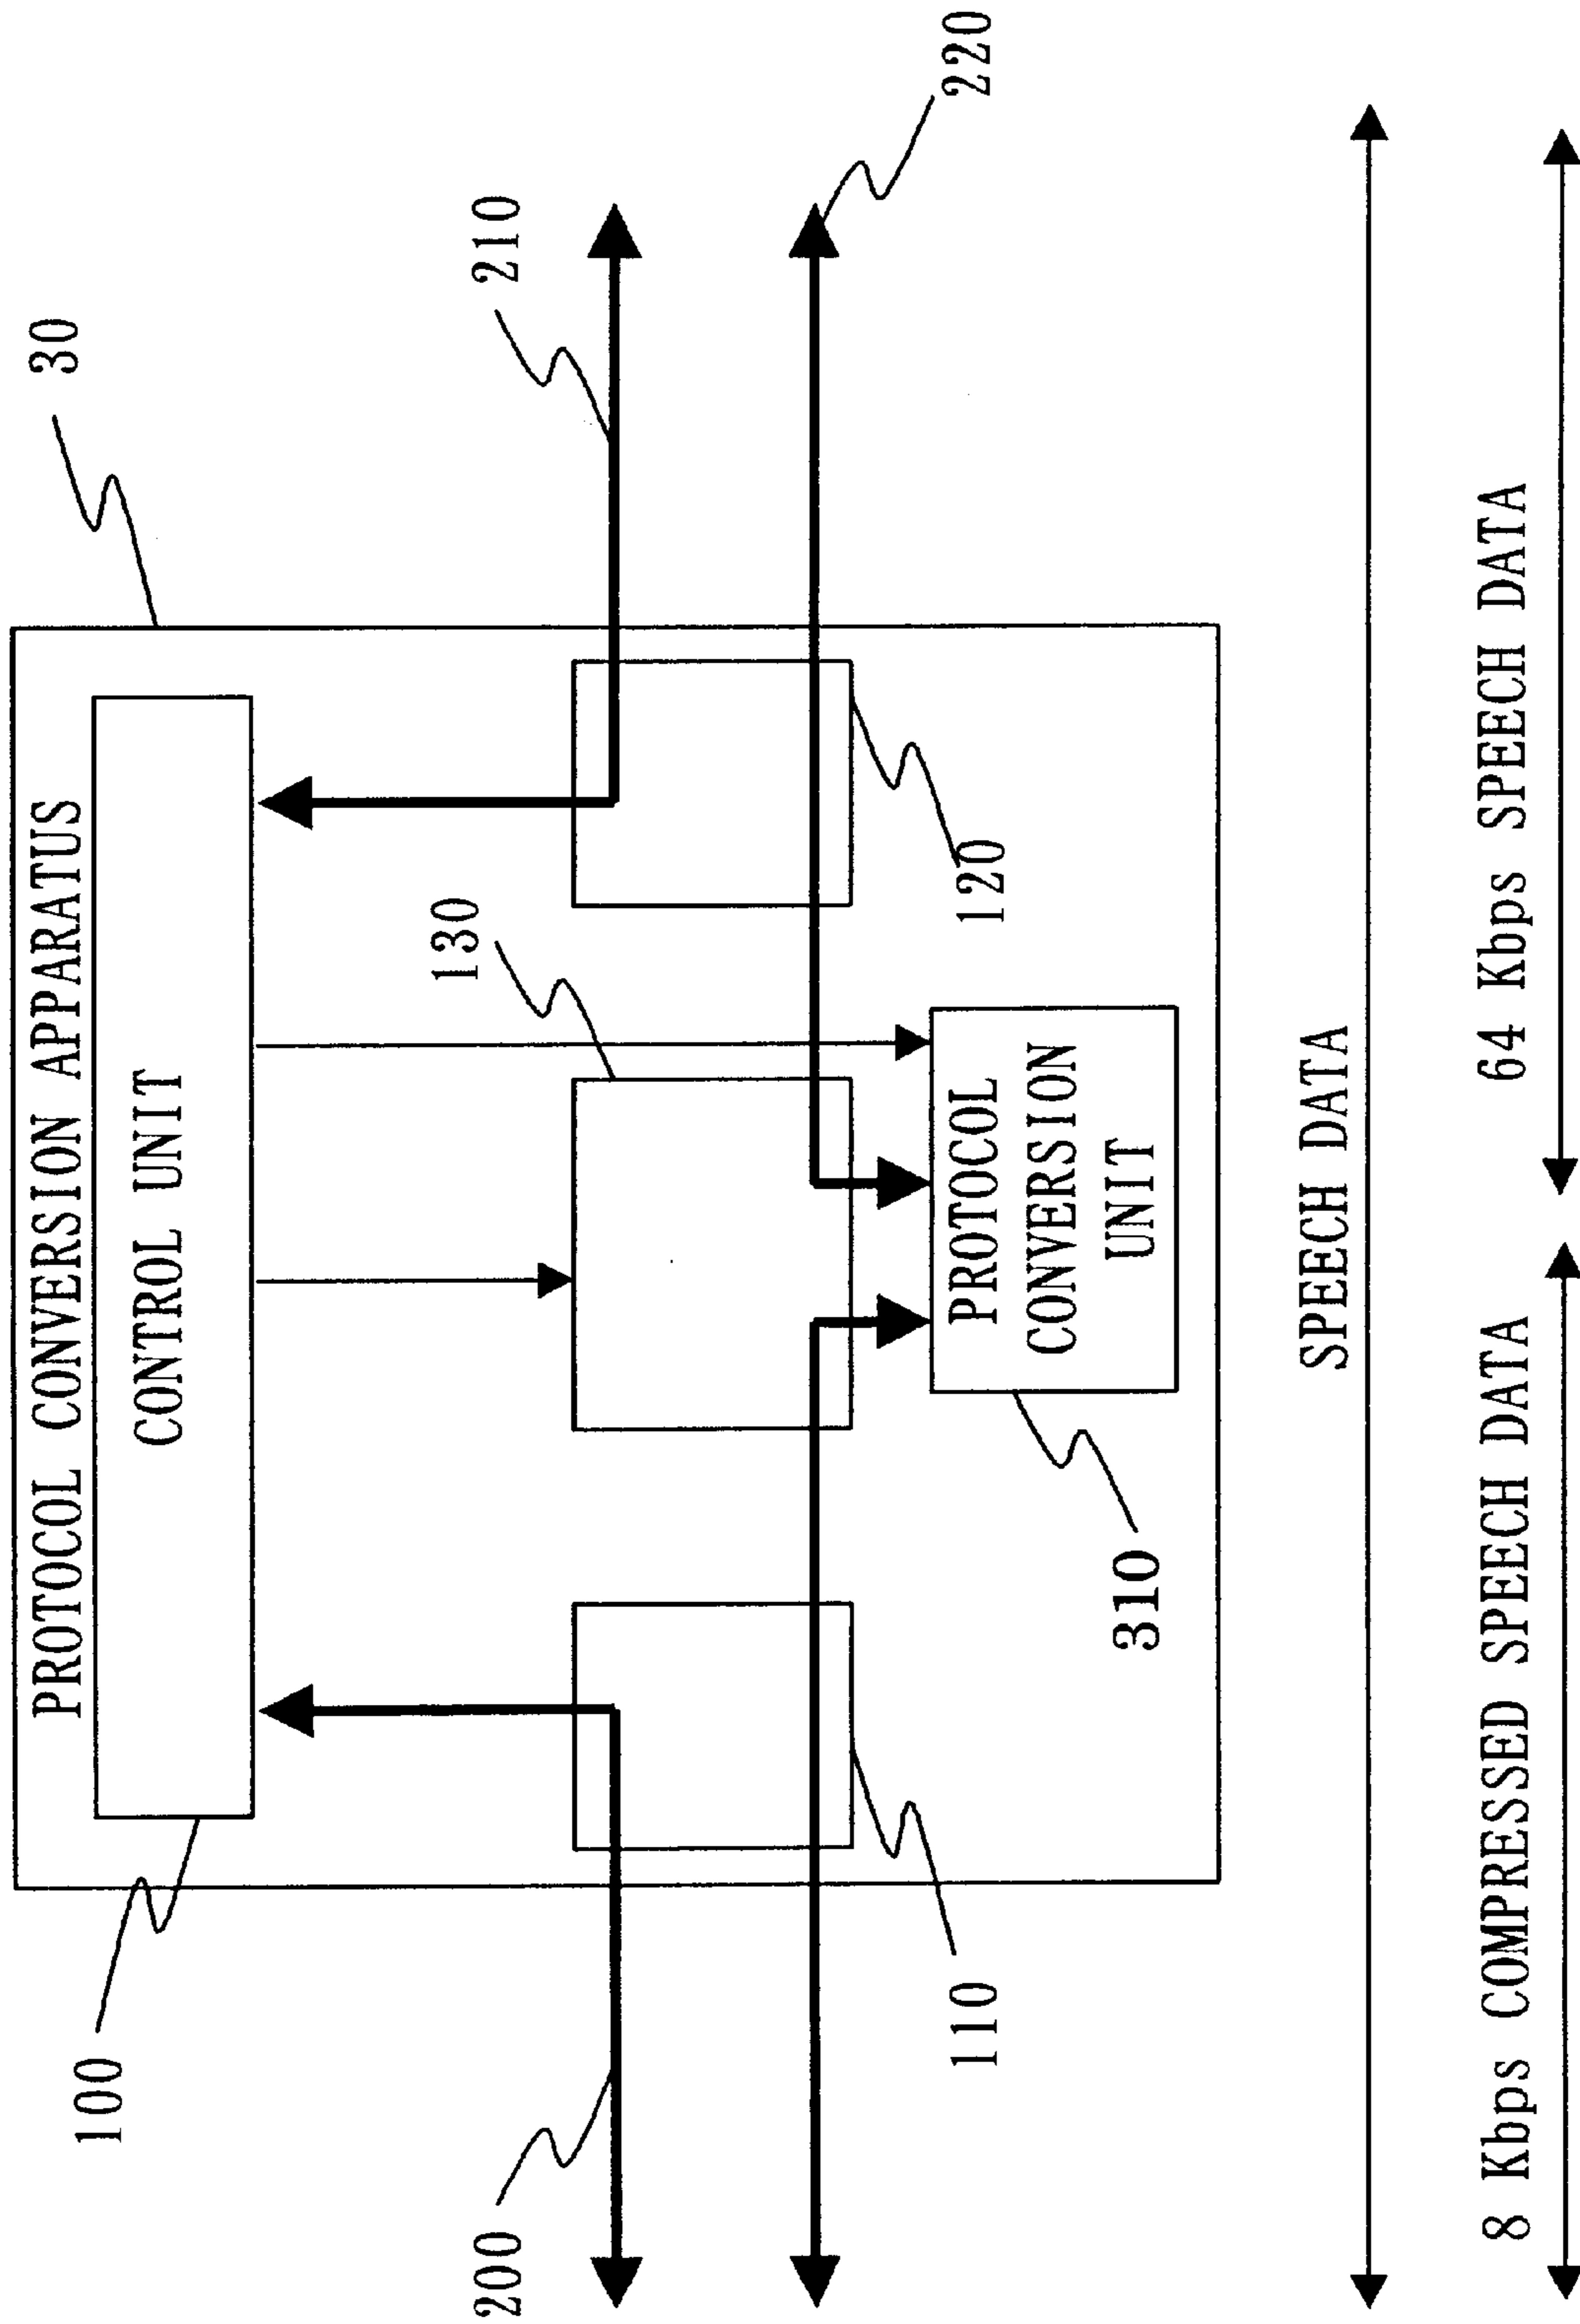 30
PROTOCOL CONVERSION APPARATUS
100
CONTROL UNIT
130
200
210
110
120
220
PROTOCOL
CONVERSION
UNIT
310
SPEECH DATA
8 Kbps COMPRESSED SPEECH DATA
64 Kbps SPEECH DATA